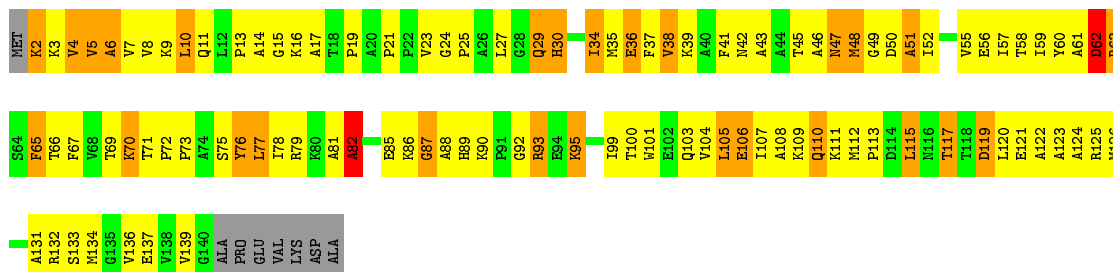 MET K2 K3 V4 V5 A6 V7 V8 K9 L10 Q11 L12 P13 A14 G15 K16 A17 T18 P19 A20 P21 P22 V23 G24 P25 A26 L27 G28 Q29 H30 I34 M35 E36 F37 V38 K39 A40 F41 N42 A43 A44 T45 A46 N47 M48 G49 D50 A51 I52 V55 E56 I57 T58 I59 Y60 A61 D62 R63
S64 F65 T66 F67 V68 T69 K70 T71 P72 P73 A74 S75 Y76 L77 I78 R79 K80 A81 A82 E85 K86 G87 A88 H89 K90 P91 G92 R93 E94 K95 I99 T100 W101 E102 Q103 V104 L105 E106 I107 A108 K109 Q110 K111 M112 P113 D114 L115 N116 T117 T118 D119 L120 E121 A122 A123 A124 R125
A131 R132 S133 M134 G135 V136 E137 V138 V139 G140 ALA PRO GLU VAL LYS ASP ALA